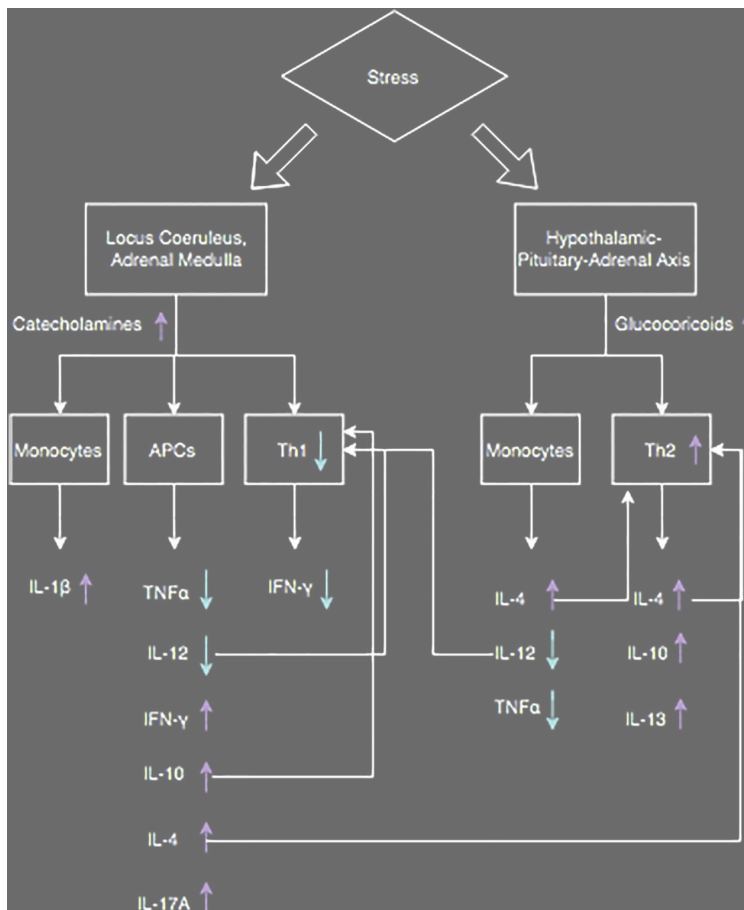 Stress
Locus Coeruleus,
Adrenal Medulla
Hypothalamic-
Pituitary-Adrenal Axis
Catecholamines
Glucocoricoids
Monocytes
APCs
Th1
Monocytes
Th2
IL-1β
TNFα
IFN-γ
IL-4
IL-4
IL-12
IL-12
IL-10
IFN-γ
TNFα
IL-13
IL-10
IL-4
IL-17A